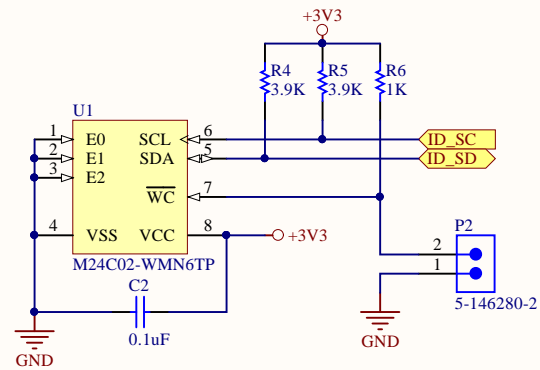 +3V3
R4
3.9K
R5
3.9K
R6
1K
U1
1 E0 SCL 6 ID_SC
2 E1 SDA 5 ID_SD
3 E2
WC 7
4 VSS VCC 8 +3V3
M24C02-WMN6TP
P2
2
1
5-146280-2
C2
0.1uF
GND
GND